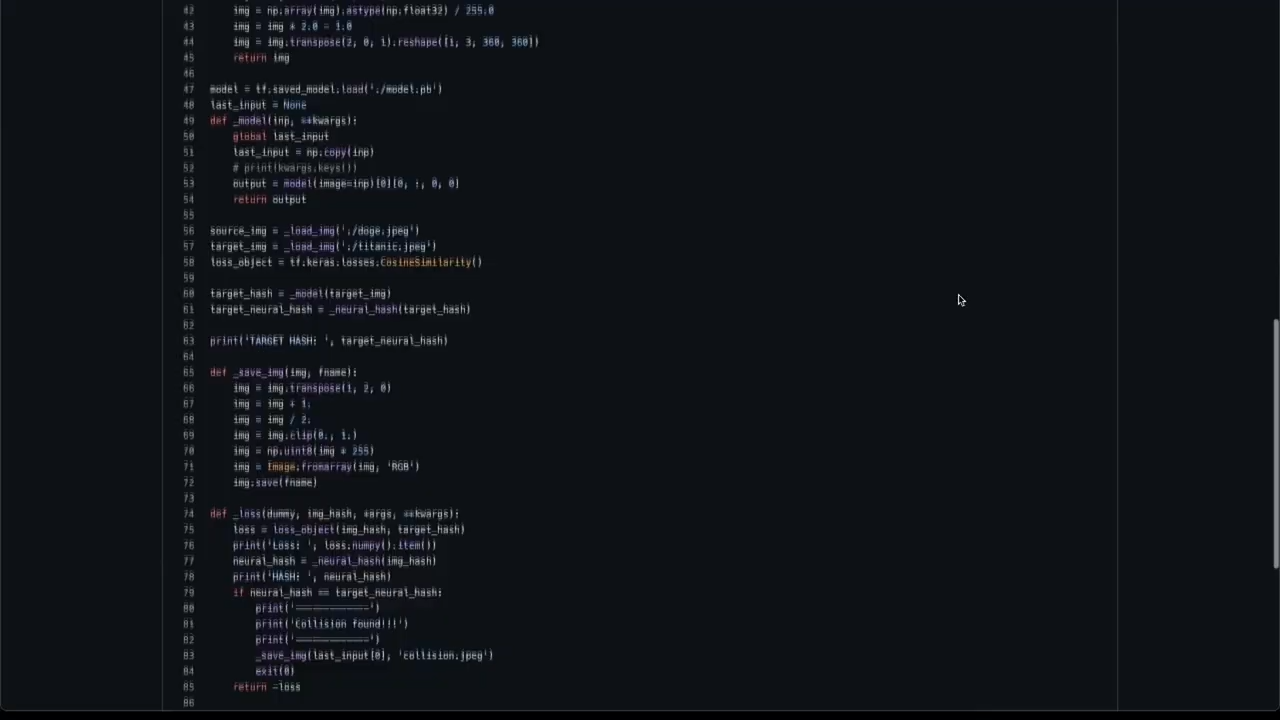 42 img = np.array(img).astype(np.float32) / 255.0
43 img = img * 2.0 - 1.0
44 img = img.transpose(2, 0, 1).reshape([1, 3, 360, 360])
45 return img
46
47 model = tf.saved_model.load('./model.pb')
48 last_input = None
49 def _model(inp, **kwargs):
50 global last_input
51 last_input = np.copy(inp)
52 # print(kwargs.keys())
53 output = model(image=inp)[0][0, :, 0, 0]
54 return output
55
56 source_img = _load_img('./doge.jpeg')
57 target_img = _load_img('./titanic.jpeg')
58 loss_object = tf.keras.losses.CosineSimilarity()
59
60 target_hash = _model(target_img)
61 target_neural_hash = _neural_hash(target_hash)
62
63 print('TARGET HASH: ', target_neural_hash)
64
65 def _save_img(img, fname):
66 img = img.transpose(1, 2, 0)
67 img = img + 1.
68 img = img / 2.
69 img = img.clip(0., 1.)
70 img = np.uint8(img * 255)
71 img = Image.fromarray(img, 'RGB')
72 img.save(fname)
73
74 def _loss(dummy, img_hash, *args, **kwargs):
75 loss = loss_object(img_hash, target_hash)
76 print('Loss: ', loss.numpy().item())
77 neural_hash = _neural_hash(img_hash)
78 print('HASH: ', neural_hash)
79 if neural_hash == target_neural_hash:
80 print('=============')
81 print('Collision found!!!')
82 print('=============')
83 _save_img(last_input[0], 'collision.jpeg')
84 exit(0)
85 return -loss
86